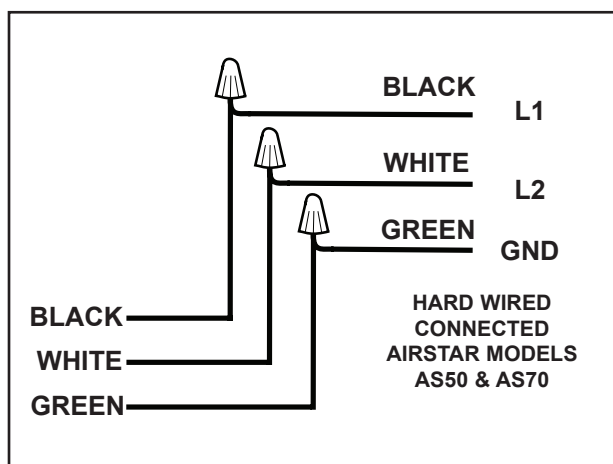 BLACK
L1
WHITE
L2
GREEN
GND
BLACK
WHITE
GREEN
HARD WIRED
CONNECTED
AIRSTAR MODELS
AS50 & AS70